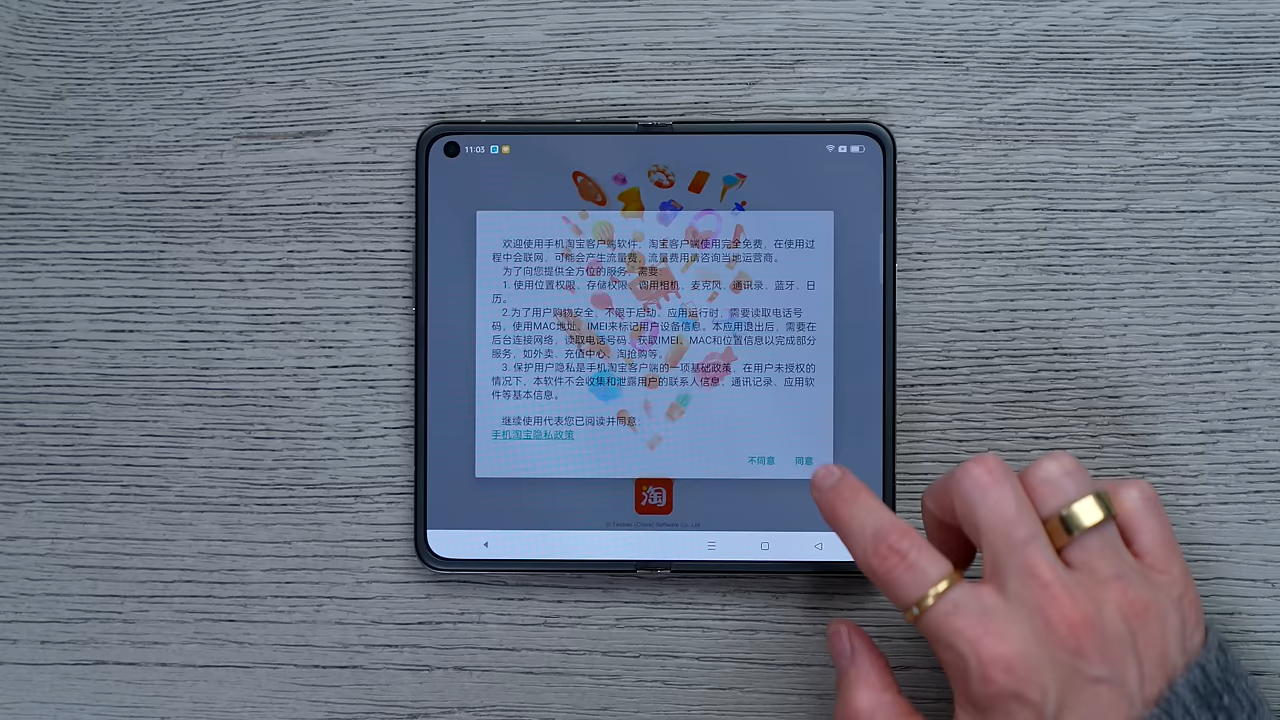 11:03
欢迎使用手机淘宝客户端软件，淘宝客户端使用完全免费，在使用过
程中会联网，可能会产生流量费，流量费用请咨询当地运营商。
为了向您提供全方位的服务，需要：
1. 使用位置权限、存储权限、调用相机、麦克风、通讯录、蓝牙、日
历。
2.为了用户购物安全，不限于启动、应用运行时，需要读取电话号
码，使用MAC地址、IMEI来标记用户设备信息。本应用退出后，需要在
后台连接网络，读取电话号码、获取IMEI、MAC和位置信息以完成部分
服务，如外卖、充值中心、淘抢购等。
3. 保护用户隐私是手机淘宝客户端的一项基础政策，在用户未授权的
情况下，本软件不会收集和泄露用户的联系人信息、通讯记录、应用软
件等基本信息。
继续使用代表您已阅读并同意：
手机淘宝隐私政策
不同意 同意
淘
© Taobao (China) Software Co., Ltd